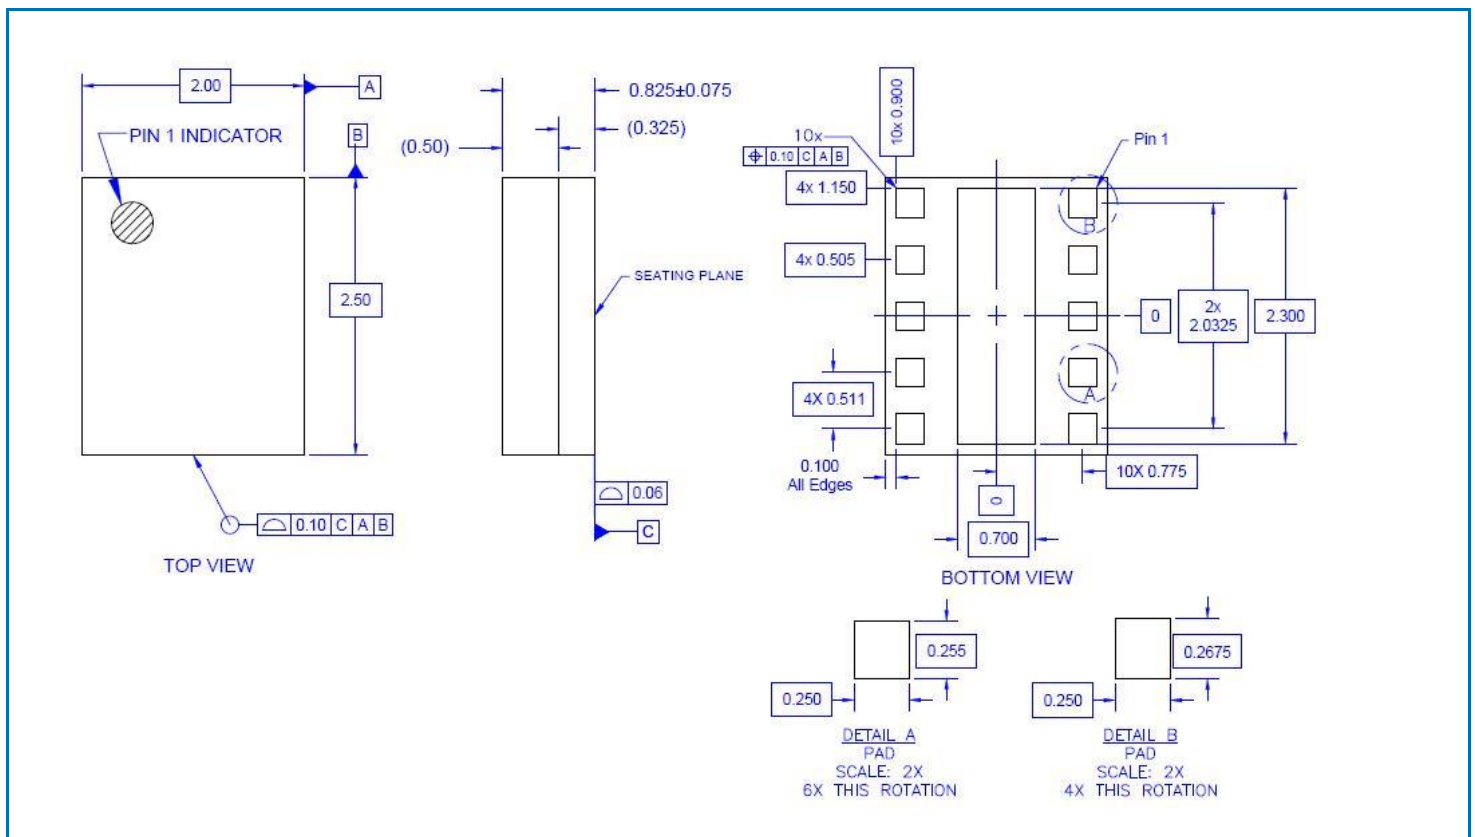 2.00
A
PIN 1 INDICATOR
B
2.50
⌓ 0.10 C A B
TOP VIEW
0.825±0.075
(0.325)
(0.50)
SEATING PLANE
⌓ 0.06
C
10x 0.900
10x
⌖ 0.10 C A B
Pin 1
4x 1.150
B
4x 0.505
0
2x
2.0325
2.300
4X 0.511
A
0.100
All Edges
10X 0.775
0
0.700
BOTTOM VIEW
0.255
0.250
DETAIL A
PAD
SCALE: 2X
6X THIS ROTATION
0.2675
0.250
DETAIL B
PAD
SCALE: 2X
4X THIS ROTATION